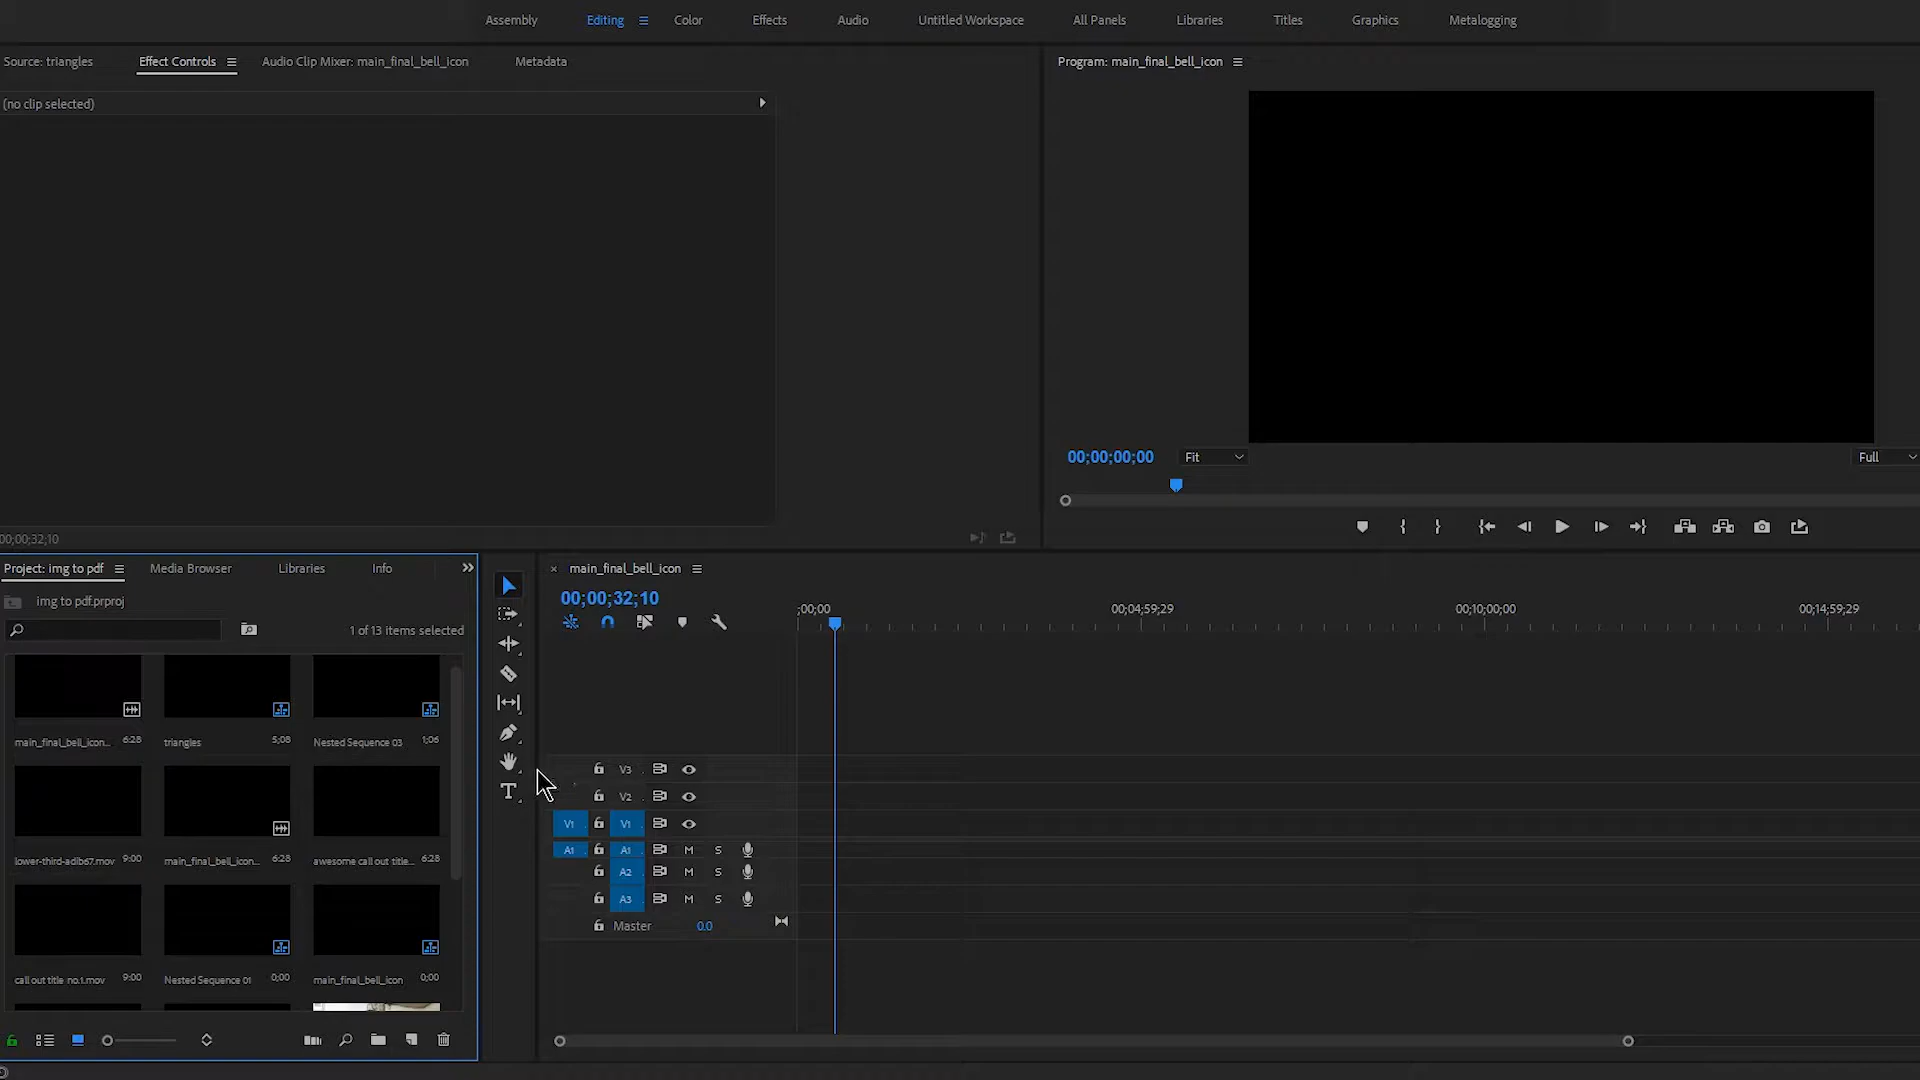 Assembly Editing Color Effects Audio Untitled Workspace All Panels Libraries Titles Graphics Metalogging
Source: triangles Effect Controls Audio Clip Mixer: main_final_bell_icon Metadata
(no clip selected)
00;00;32;10
Program: main_final_bell_icon
00;00;00;00 Fit Full
Project: img to pdf Media Browser Libraries Info
img to pdf.prproj
1 of 13 items selected
main_final_bell_icon... 6:28 triangles 5;08 Nested Sequence 03 1;06
lower-third-adlb67.mov 9:00 main_final_bell_icon... 6:28 awesome call out title... 6:28
call out title no.1.mov 9:00 Nested Sequence 01 0;00 main_final_bell_icon 0;00
main_final_bell_icon
00;00;32;10
;00;00 00;04;59;29 00;10;00;00 00;14;59;29
V3
V2
V1 V1
A1 A1 M S
A2 M S
A3 M S
Master 0.0
T